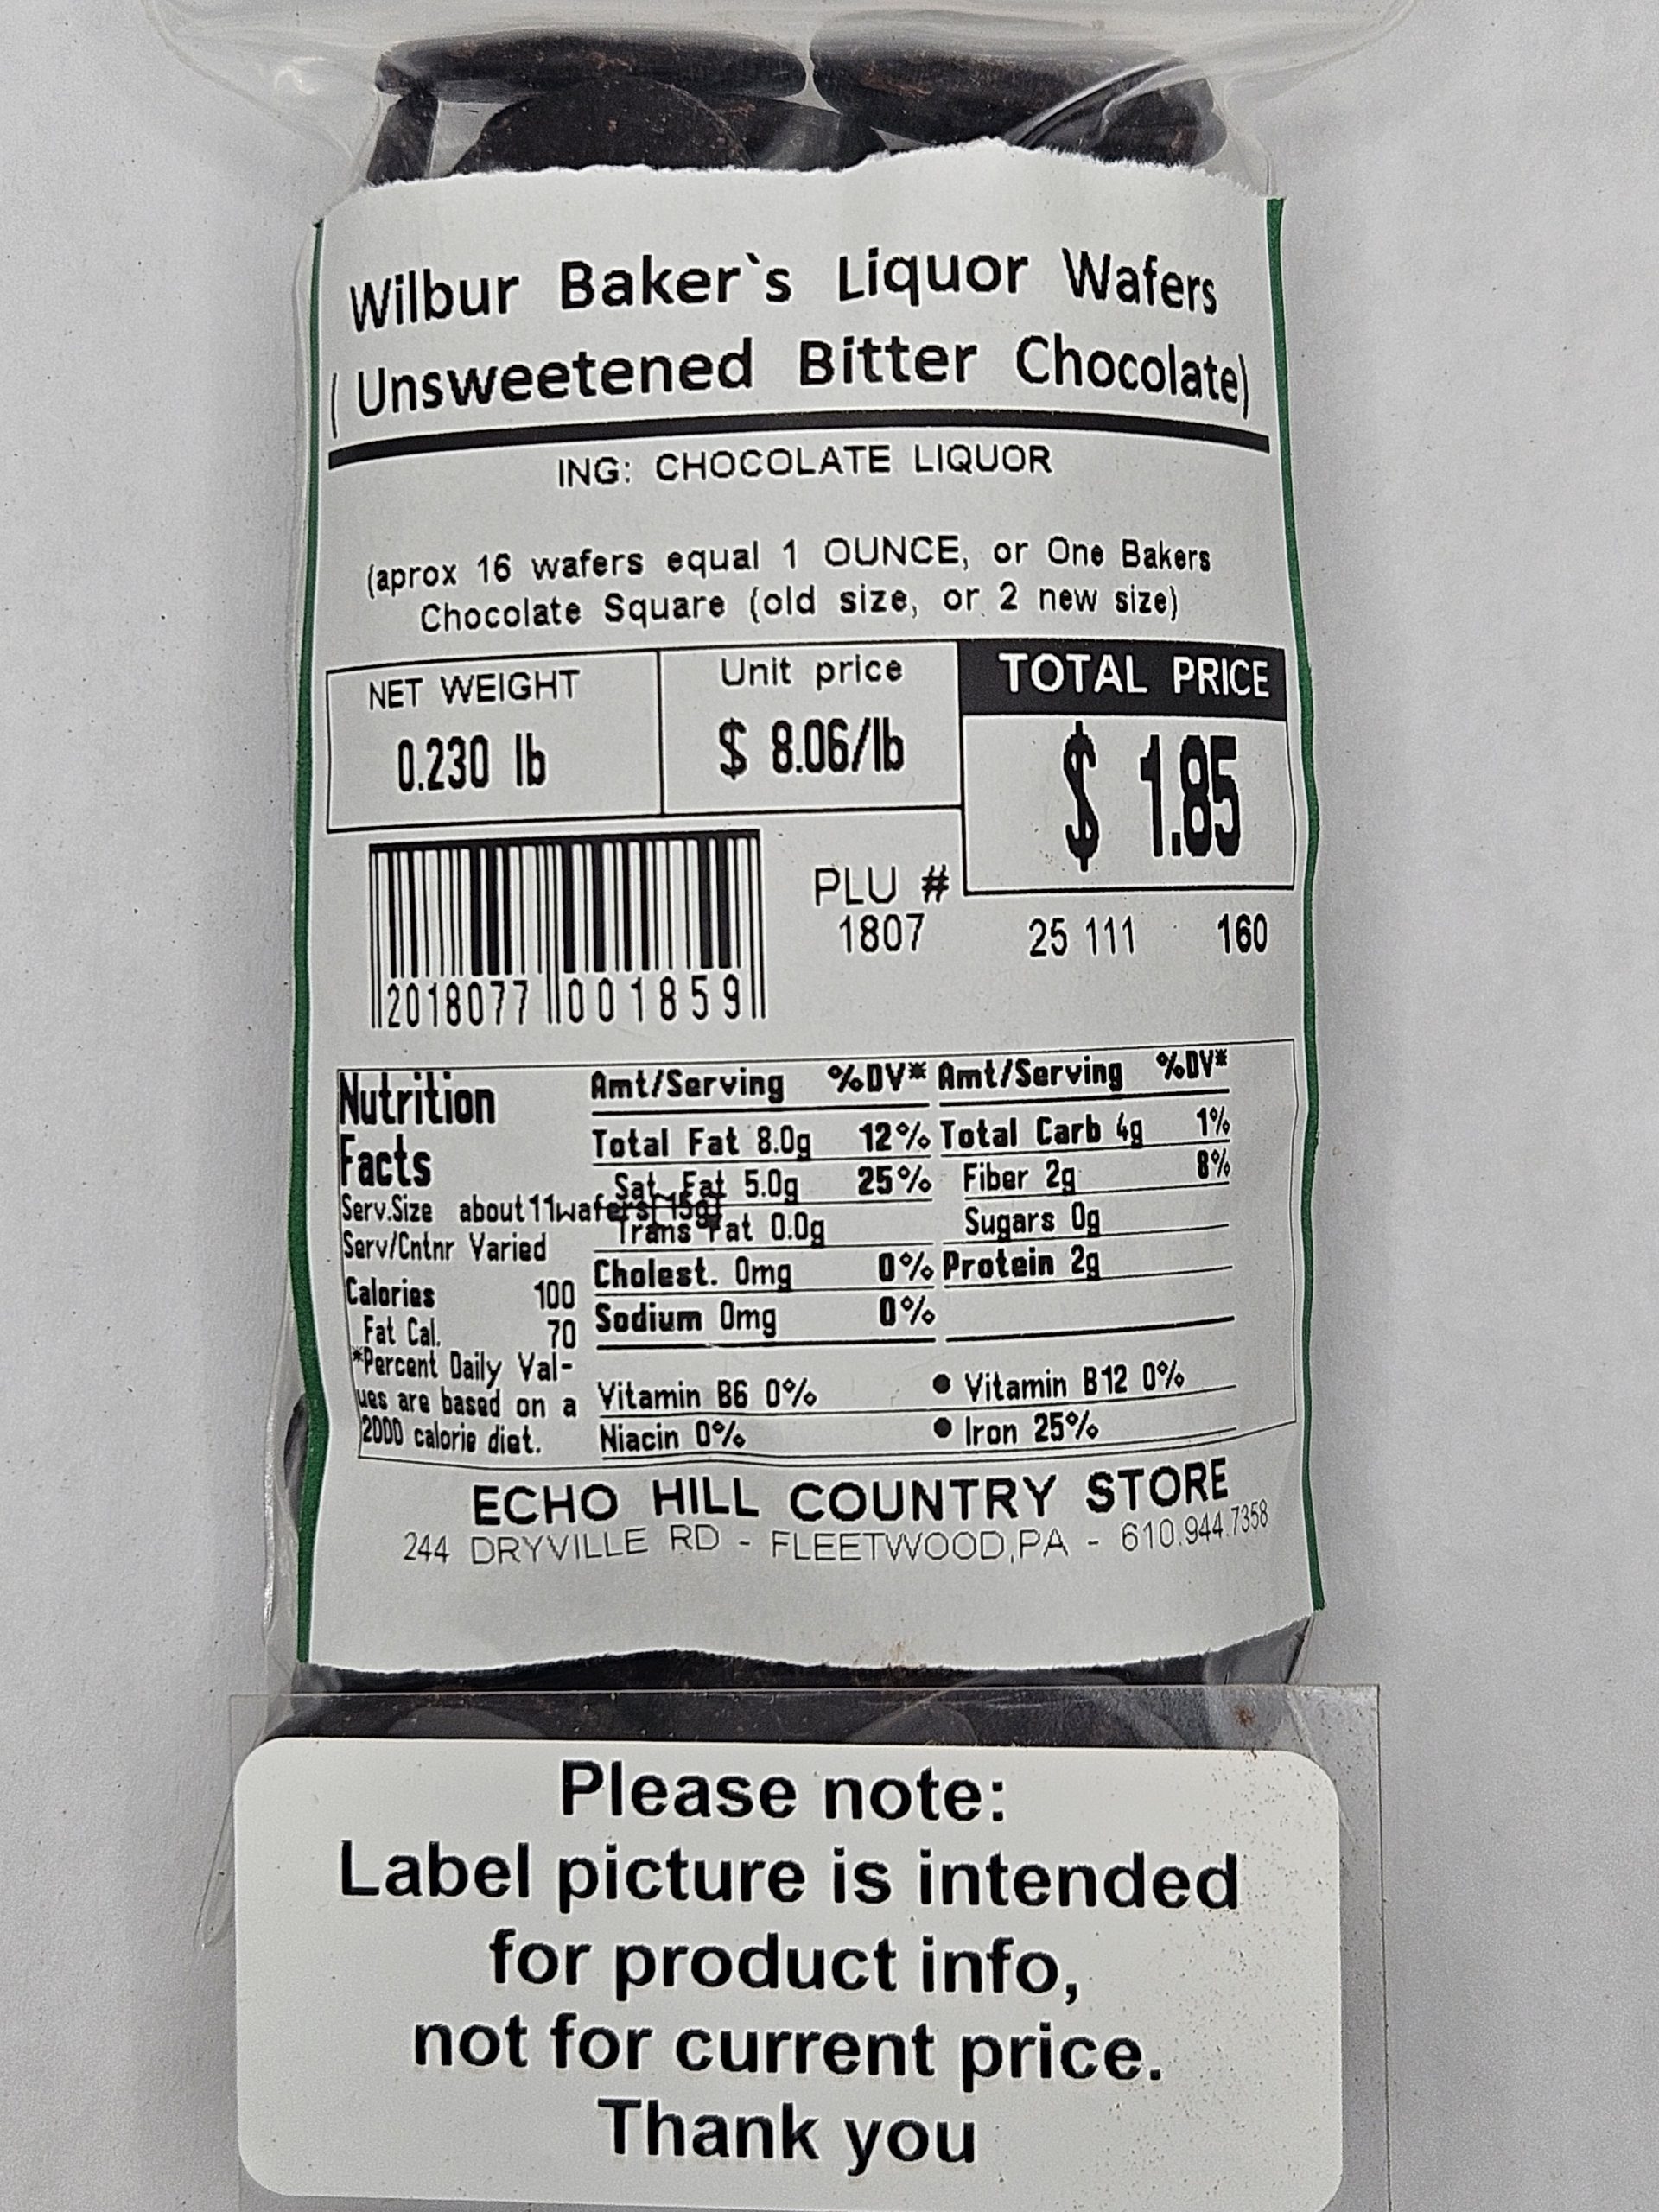 Wilbur Baker`s Liquor Wafers
(Unsweetened Bitter Chocolate)
ING: CHOCOLATE LIQUOR
(aprox 16 wafers equal 1 OUNCE, or One Bakers
Chocolate Square (old size, or 2 new size)
NET WEIGHT
0.230 lb
Unit price
$ 8.06/lb
TOTAL PRICE
$ 1.85
2018077 001859
PLU #
1807
25 111 160
Nutrition
Facts
Serv.Size about 11wafers( 15g)
Serv/Cntnr Varied
Calories 100
Fat Cal. 70
*Percent Daily Val-
ues are based on a
2000 calorie diet.
Amt/Serving %DV*
Total Fat 8.0g 12%
Sat. Fat 5.0g 25%
Trans Fat 0.0g
Cholest. 0mg 0%
Sodium 0mg 0%
Amt/Serving %DV*
Total Carb 4g 1%
Fiber 2g 8%
Sugars 0g
Protein 2g
Vitamin B6 0% • Vitamin B12 0%
Niacin 0% • Iron 25%
ECHO HILL COUNTRY STORE
244 DRYVILLE RD - FLEETWOOD,PA - 610.944.7358
Please note:
Label picture is intended
for product info,
not for current price.
Thank you